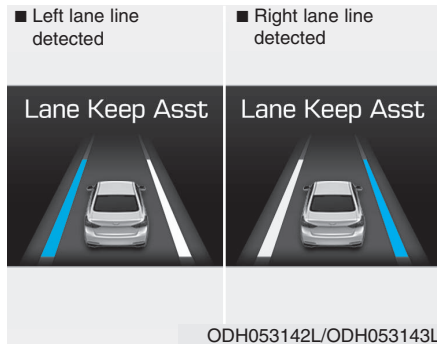 ■ Left lane line
detected
■ Right lane line
detected
Lane Keep Asst
Lane Keep Asst
ODH053142L/ODH053143L